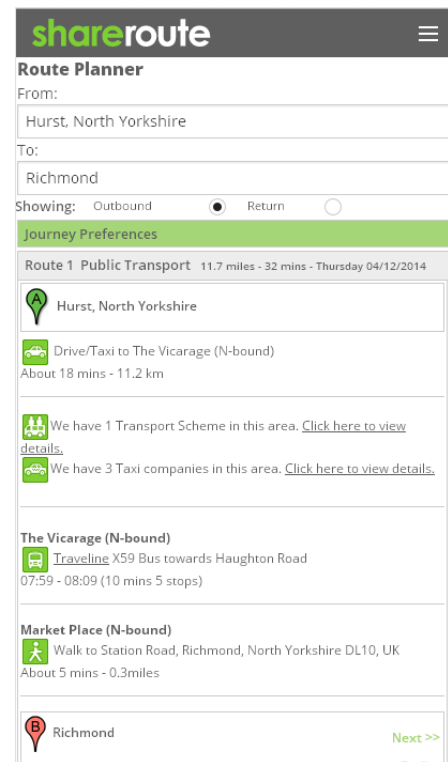 shareroute
Route Planner
From:
Hurst, North Yorkshire
To:
Richmond
Showing: Outbound Return
Journey Preferences
Route 1 Public Transport 11.7 miles - 32 mins - Thursday 04/12/2014
A
Hurst, North Yorkshire
Drive/Taxi to The Vicarage (N-bound)
About 18 mins - 11.2 km
We have 1 Transport Scheme in this area. Click here to view
details.
We have 3 Taxi companies in this area. Click here to view details.
The Vicarage (N-bound)
Traveline X59 Bus towards Haughton Road
07:59 - 08:09 (10 mins 5 stops)
Market Place (N-bound)
Walk to Station Road, Richmond, North Yorkshire DL10, UK
About 5 mins - 0.3miles
B
Richmond
Next >>